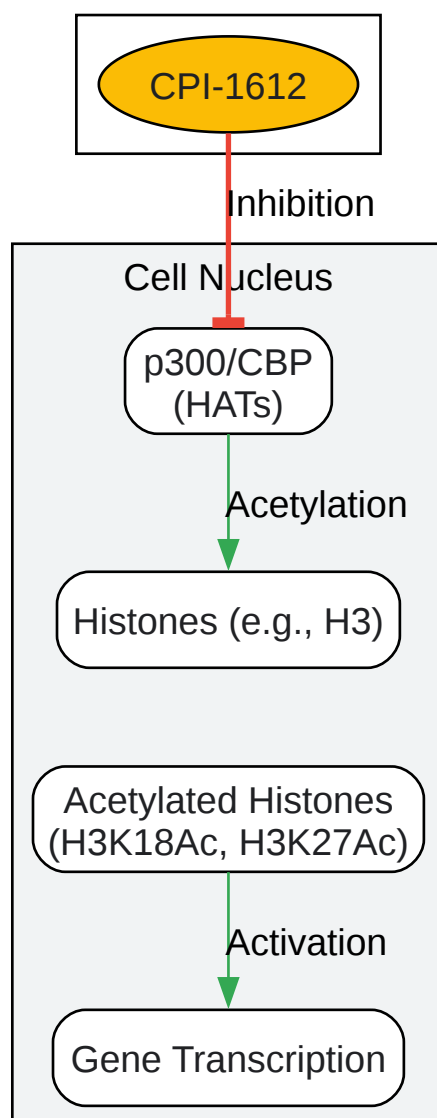 CPI-1612
Inhibition
Cell Nucleus
p300/CBP
(HATs)
Acetylation
Histones (e.g., H3)
Acetylated Histones
(H3K18Ac, H3K27Ac)
Activation
Gene Transcription